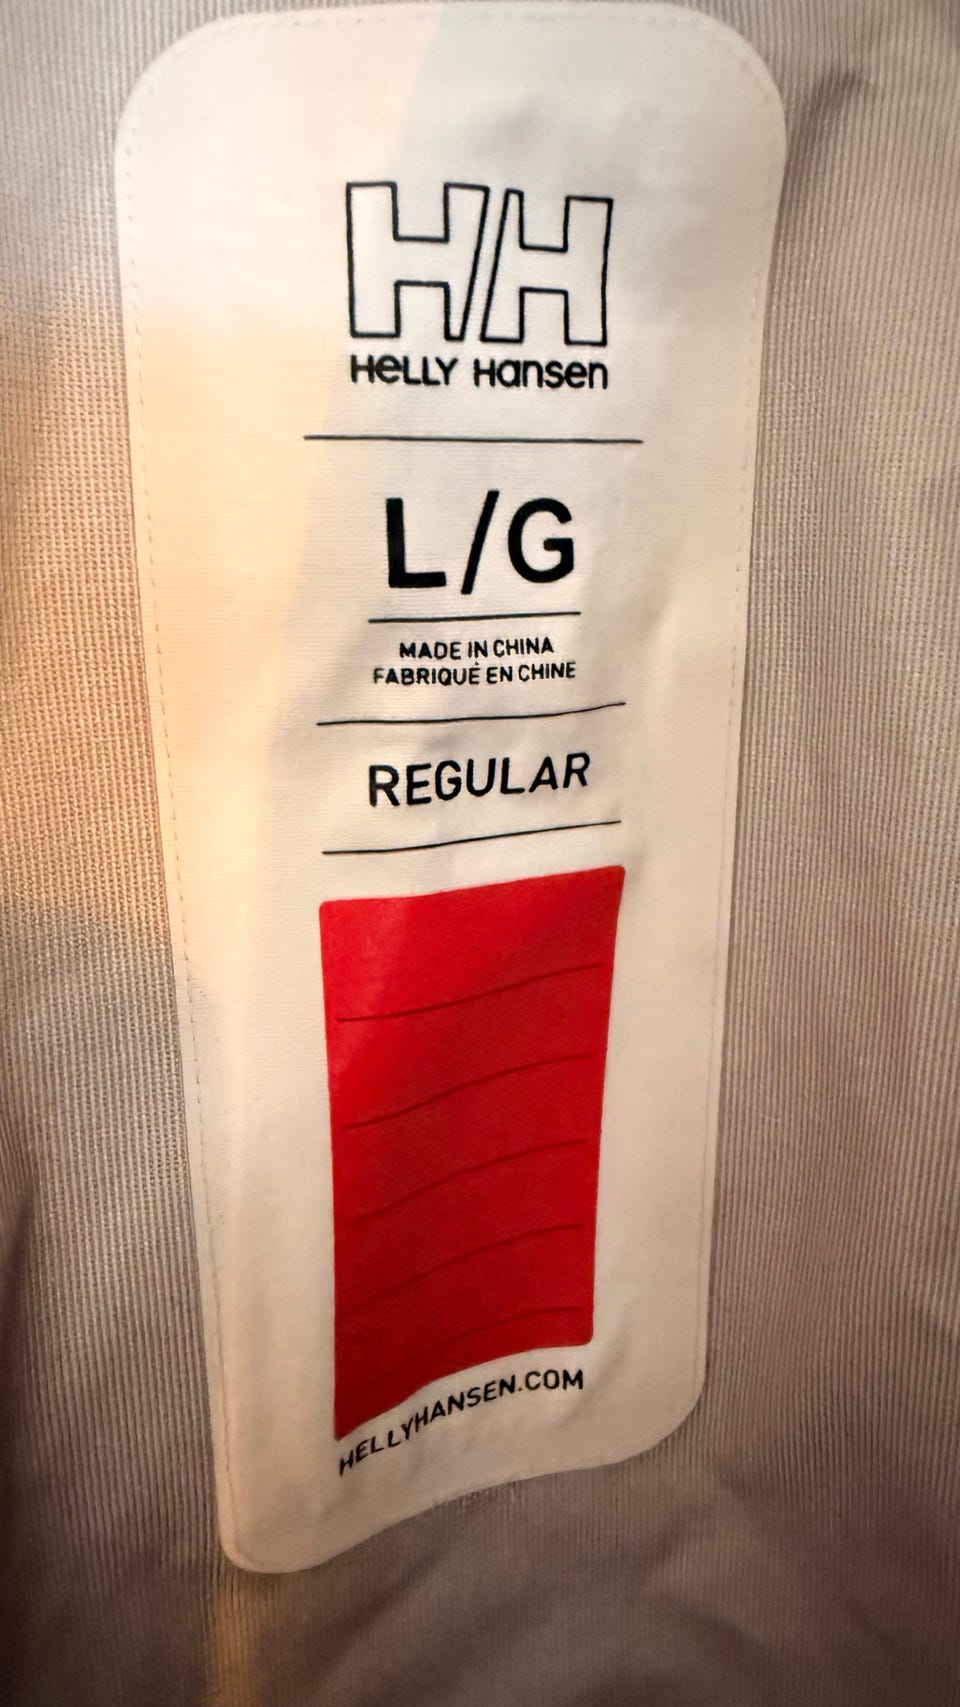 HH
HELLY HANSEN
L/G
MADE IN CHINA
FABRIQUÉ EN CHINE
REGULAR
HELLYHANSEN.COM